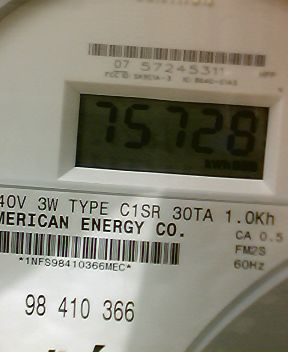 07 57245311
75728
kWh
40V 3W TYPE C1SR 30TA 1.0Kh
MERICAN ENERGY CO.
CA 0.5
FM2S
*1NFS98410366MEC*
60Hz
98 410 366